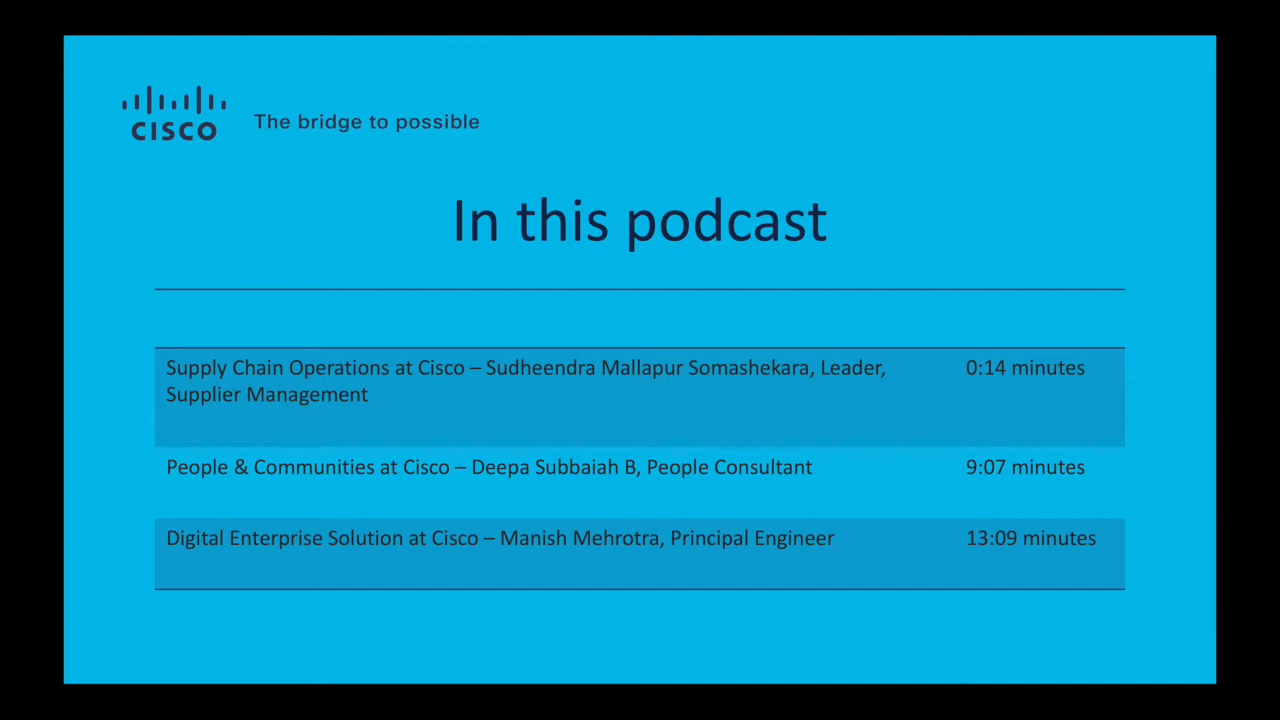 CISCO
The bridge to possible
In this podcast
Supply Chain Operations at Cisco – Sudheendra Mallapur Somashekara, Leader, 0:14 minutes
Supplier Management
People & Communities at Cisco – Deepa Subbaiah B, People Consultant 9:07 minutes
Digital Enterprise Solution at Cisco – Manish Mehrotra, Principal Engineer 13:09 minutes